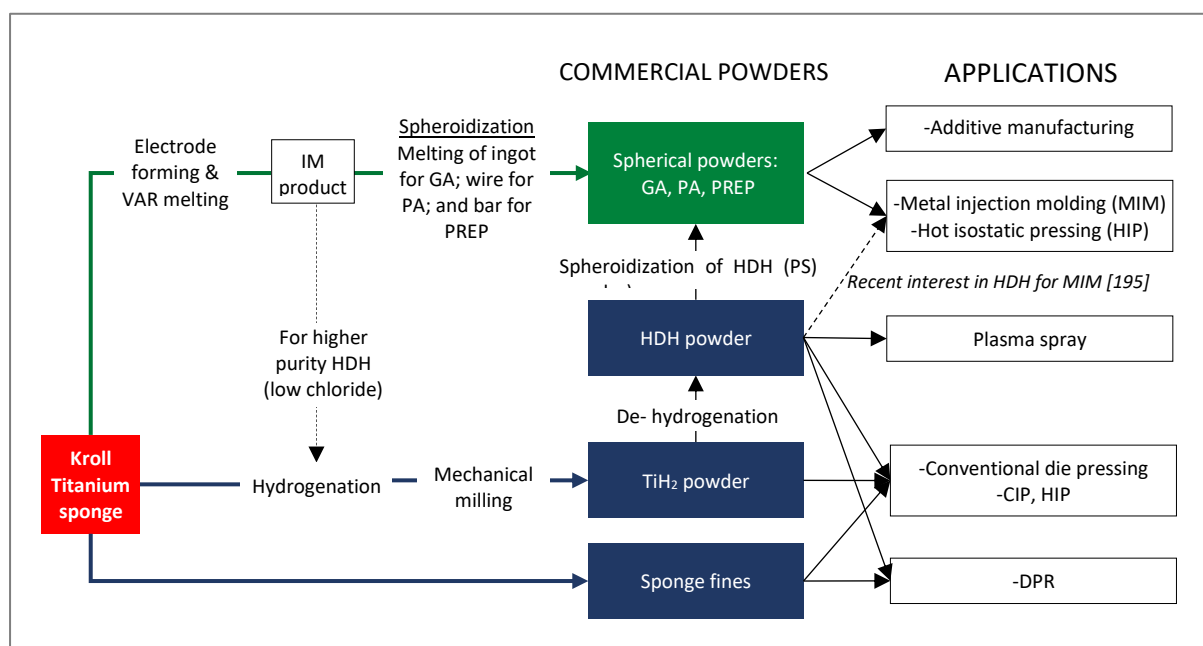 COMMERCIAL POWDERS
APPLICATIONS
Electrode
forming &
VAR melting
IM
product
Spheroidization
Melting of ingot
for GA; wire for
PA; and bar for
PREP
Spherical powders:
GA, PA, PREP
-Additive manufacturing
-Metal injection molding (MIM)
-Hot isostatic pressing (HIP)
Spheroidization of HDH (PS)
Recent interest in HDH for MIM [195]
For higher
purity HDH
(low chloride)
HDH powder
Plasma spray
De- hydrogenation
Kroll
Titanium
sponge
Hydrogenation
Mechanical
milling
TiH₂ powder
-Conventional die pressing
-CIP, HIP
Sponge fines
-DPR